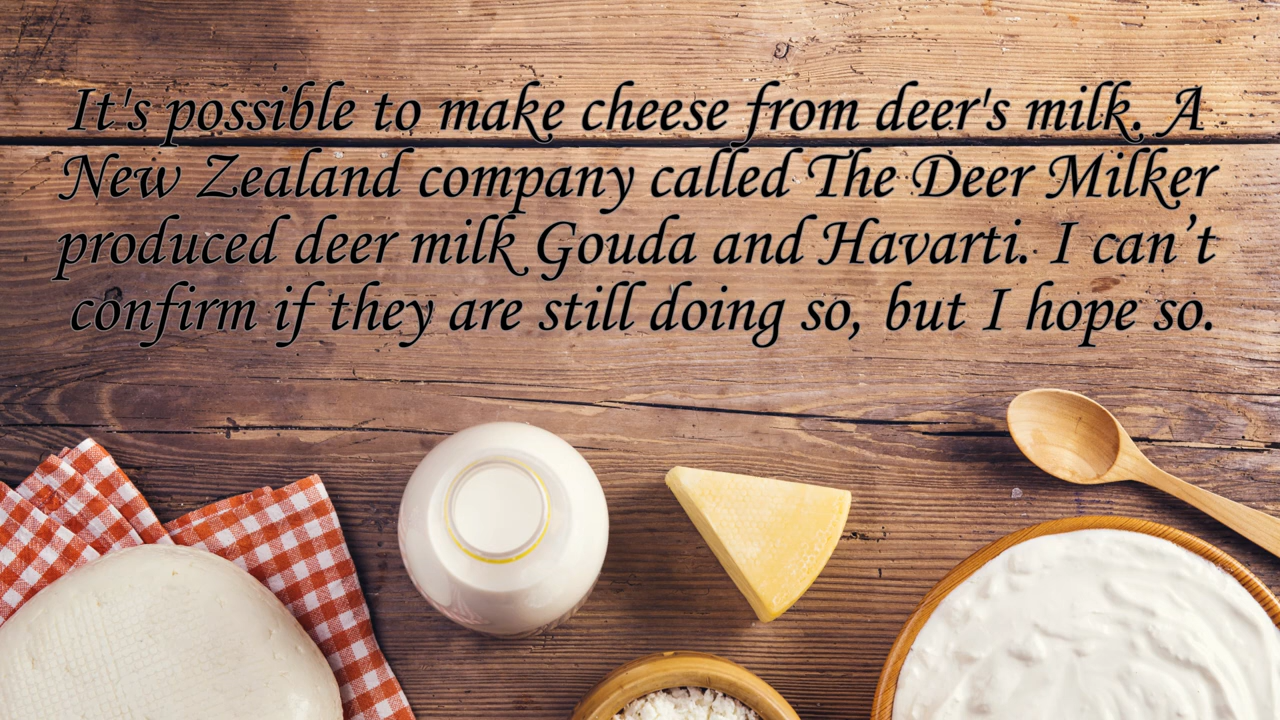 It's possible to make cheese from deer's milk. A
New Zealand company called The Deer Milker
produced deer milk Gouda and Havarti. I can’t
confirm if they are still doing so, but I hope so.